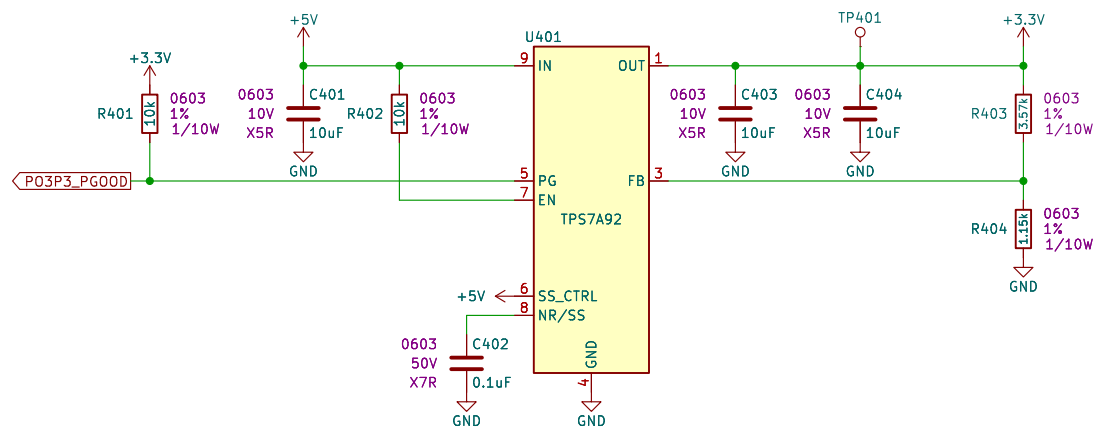 +5V
TP401
+3.3V
U401
+3.3V
9
IN
OUT
1
R401
10k
0603
1%
1/10W
0603
10V
X5R
C401
10uF
GND
R402
10k
0603
1%
1/10W
0603
10V
X5R
C403
10uF
GND
0603
10V
X5R
C404
10uF
GND
R403
3.57k
0603
1%
1/10W
PO3P3_PGOOD
5
PG
7
EN
FB
3
TPS7A92
R404
1.15k
0603
1%
1/10W
GND
+5V
6
SS_CTRL
8
NR/SS
0603
50V
X7R
C402
0.1uF
GND
GND
4
GND